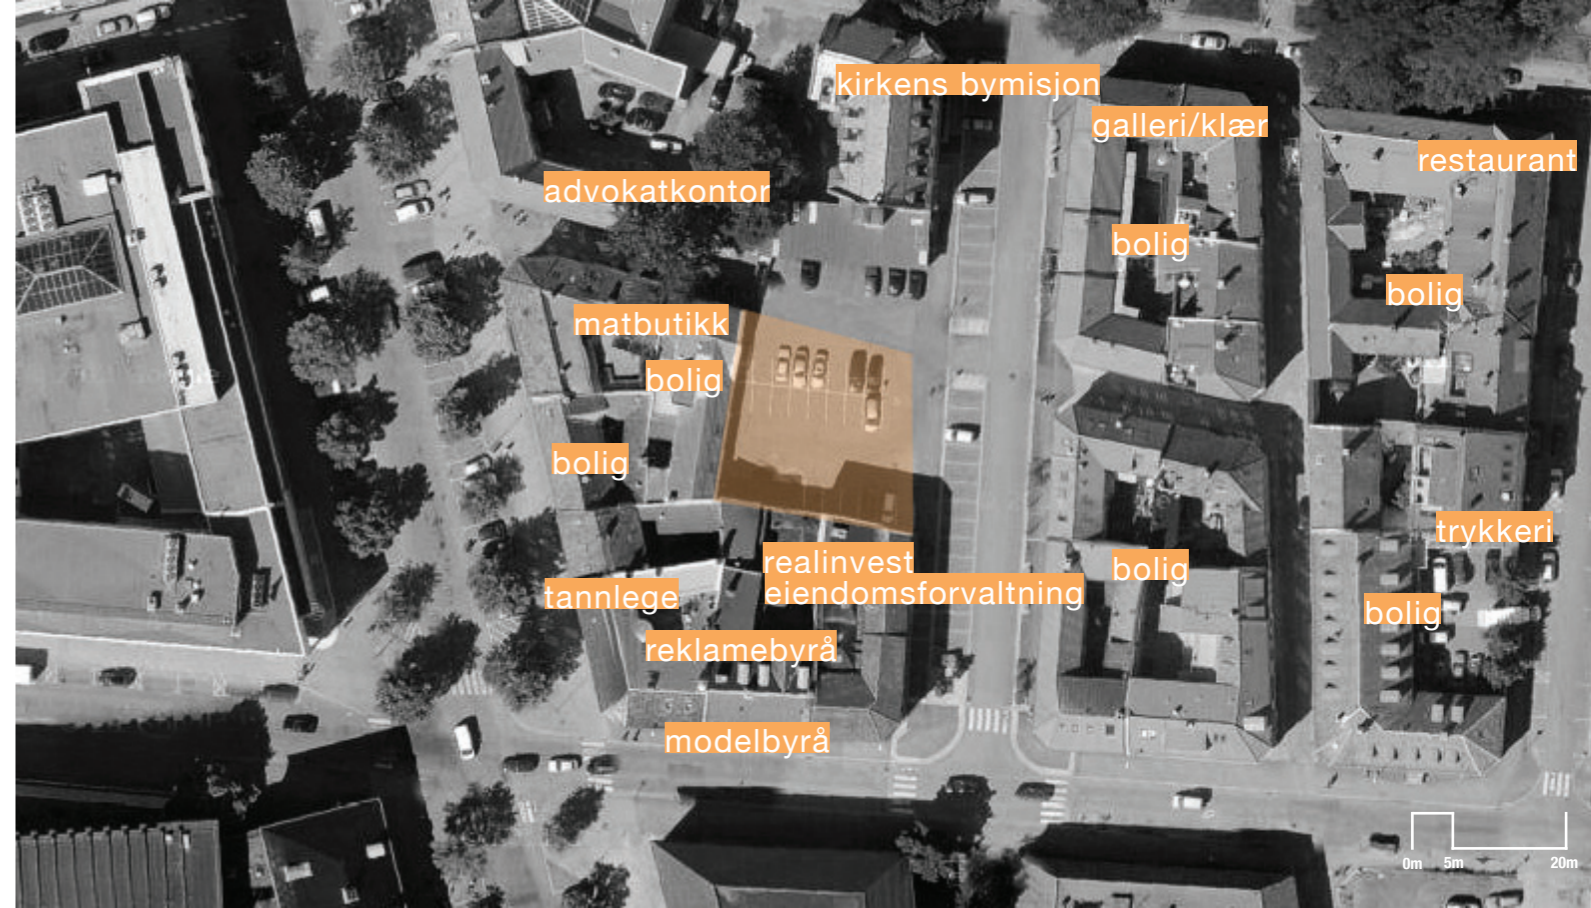 kirkens bymisjon
galleri/klær
restaurant
advokatkontor
bolig
bolig
matbutikk
bolig
bolig
trykkeri
realinvest
eiendomsforvaltning
bolig
tannlege
bolig
reklamebyrå
modelbyrå
0m 5m 20m